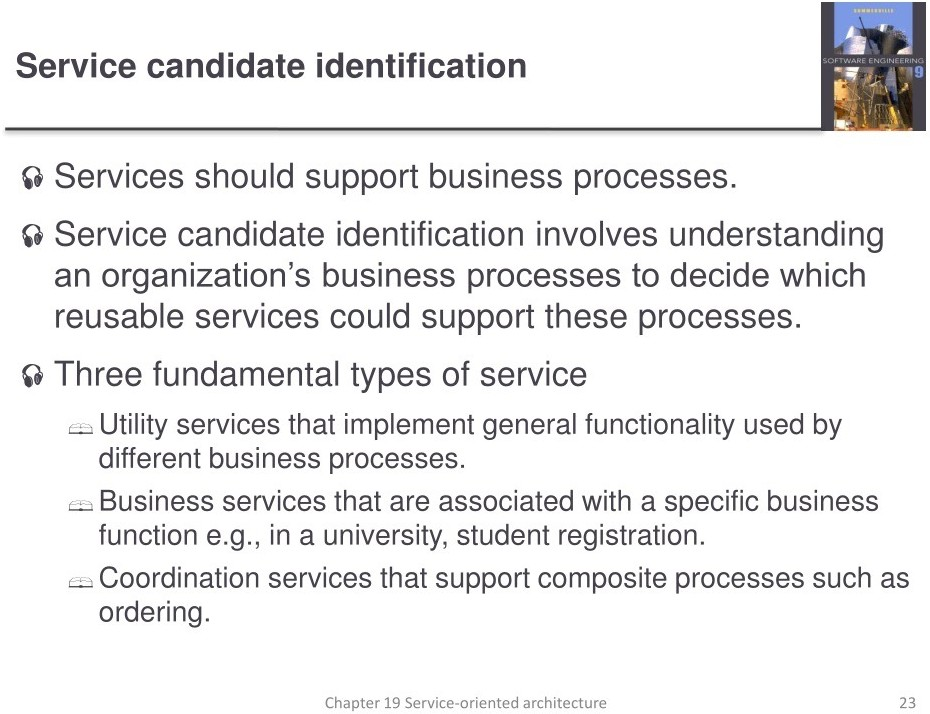 Service candidate identification
SOMMERVILLE
SOFTWARE ENGINEERING
9
Services should support business processes.
Service candidate identification involves understanding
an organization’s business processes to decide which
reusable services could support these processes.
Three fundamental types of service
Utility services that implement general functionality used by
different business processes.
Business services that are associated with a specific business
function e.g., in a university, student registration.
Coordination services that support composite processes such as
ordering.
Chapter 19 Service-oriented architecture
23